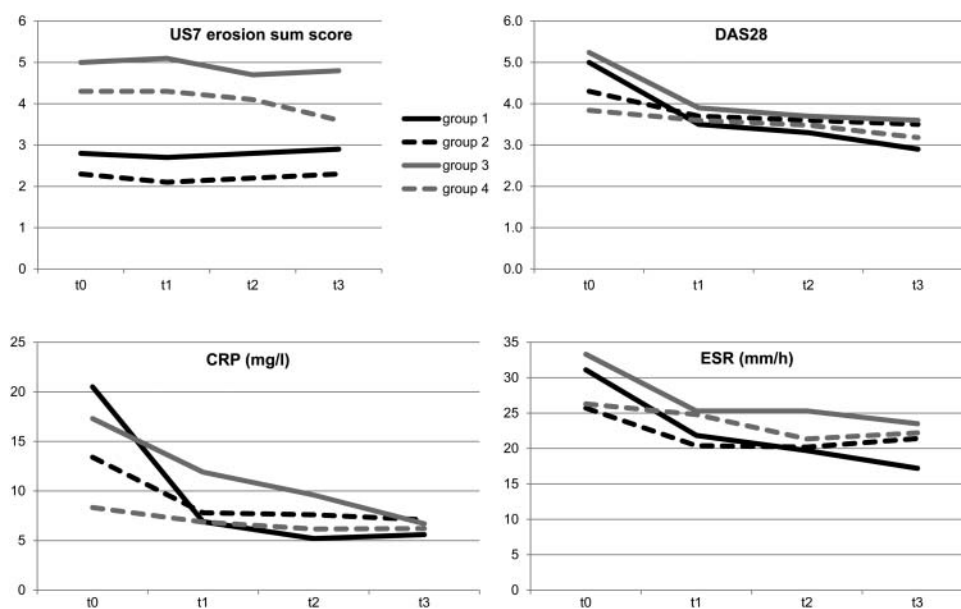 US7 erosion sum score
6
5
4
3
2
1
0
t0 t1 t2 t3
group 1
group 2
group 3
group 4
DAS28
6.0
5.0
4.0
3.0
2.0
1.0
0.0
t0 t1 t2 t3
CRP (mg/l)
25
20
15
10
5
0
t0 t1 t2 t3
ESR (mm/h)
35
30
25
20
15
10
5
0
t0 t1 t2 t3